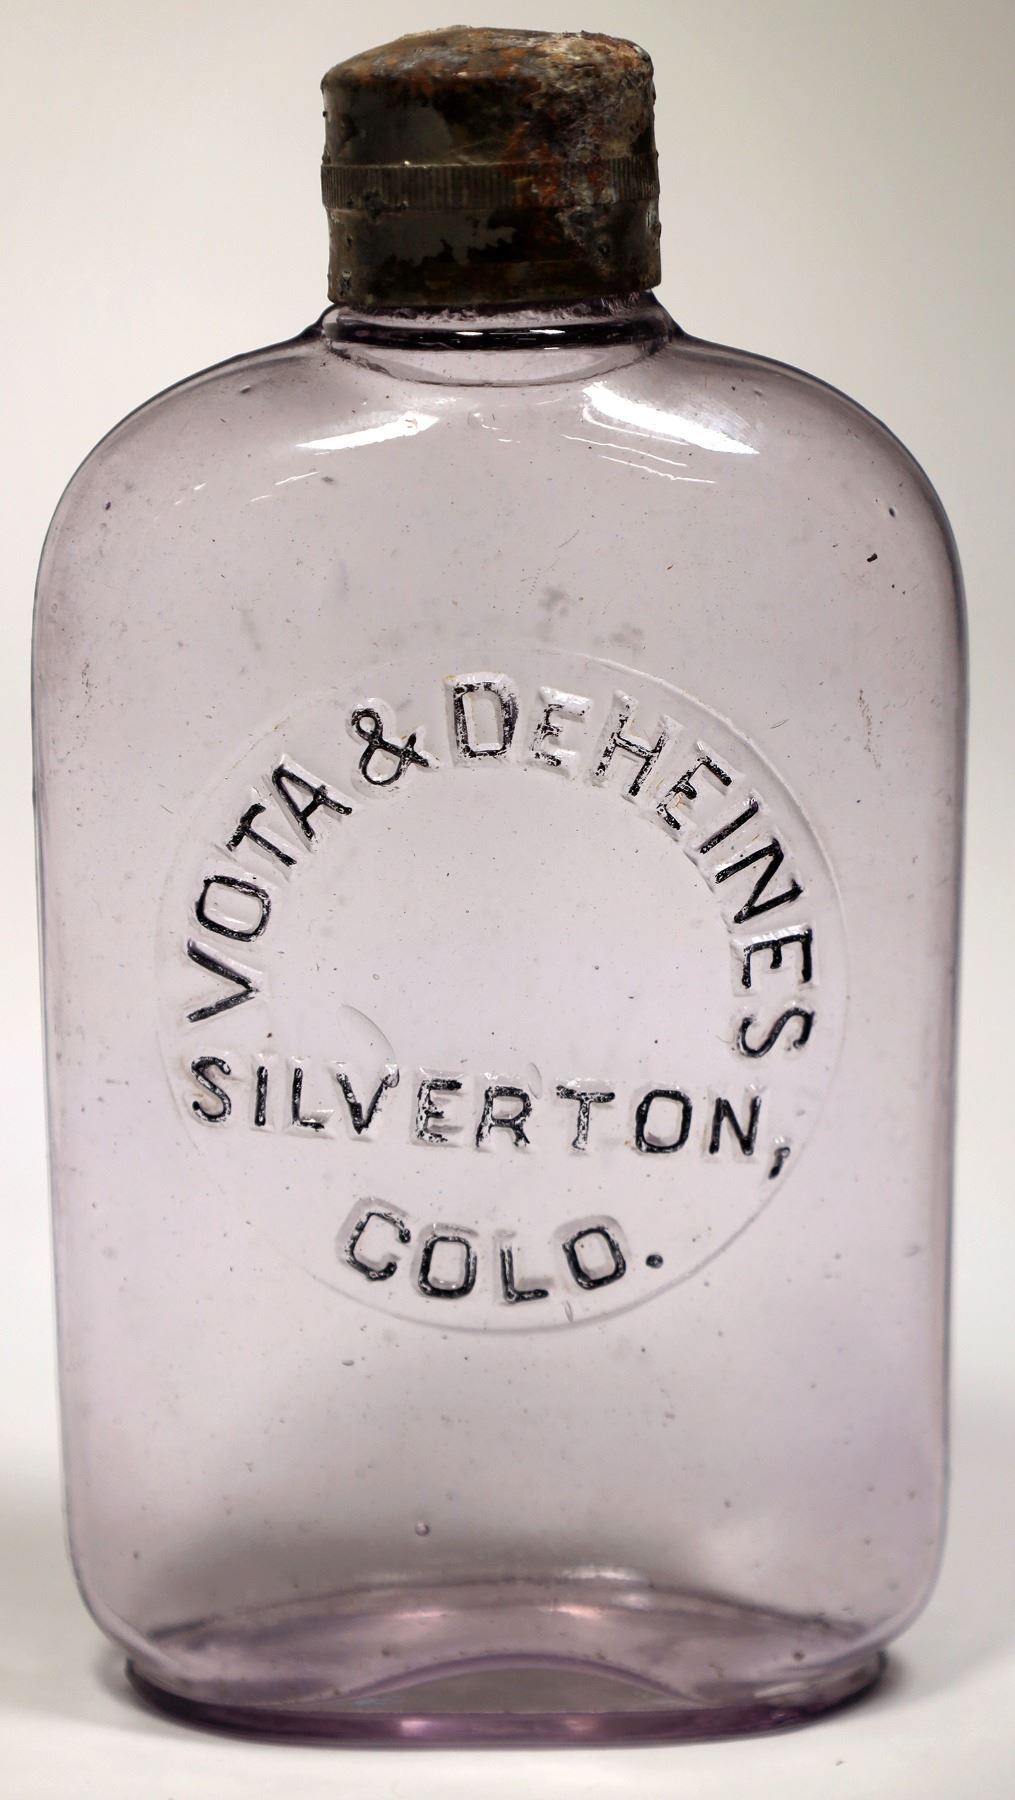 VOTA & DEHEINES
SILVERTON,
COLO.